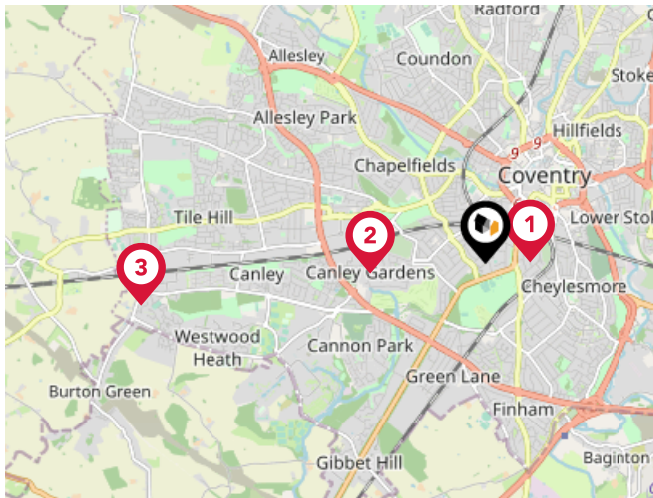 Radford
Allesley
Coundon
Stoke
Allesley Park
Hillfields
9
9
Chapelfields
Coventry
Tile Hill
1
Lower Stok
2
3
Canley
Canley Gardens
Cheylesmore
Westwood
Heath
Cannon Park
Green Lane
Burton Green
Finham
Gibbet Hill
Baginton